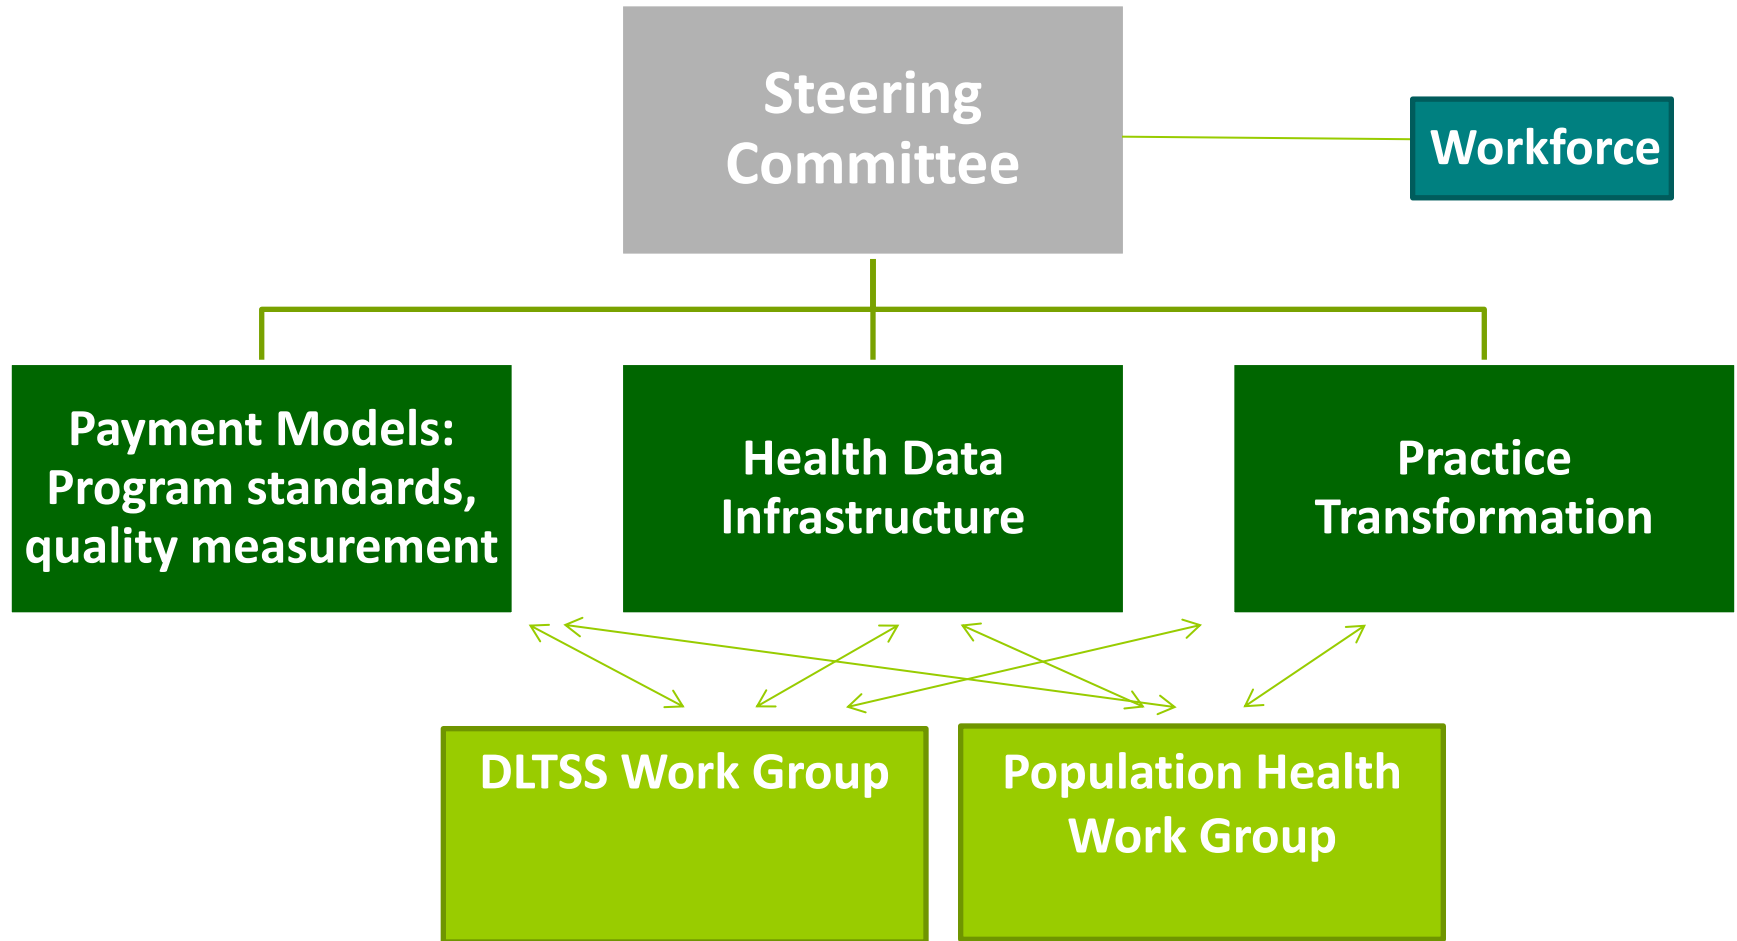 Steering
Committee
Workforce
Payment Models:
Program standards,
quality measurement
Health Data
Infrastructure
Practice
Transformation
DLTSS Work Group
Population Health
Work Group